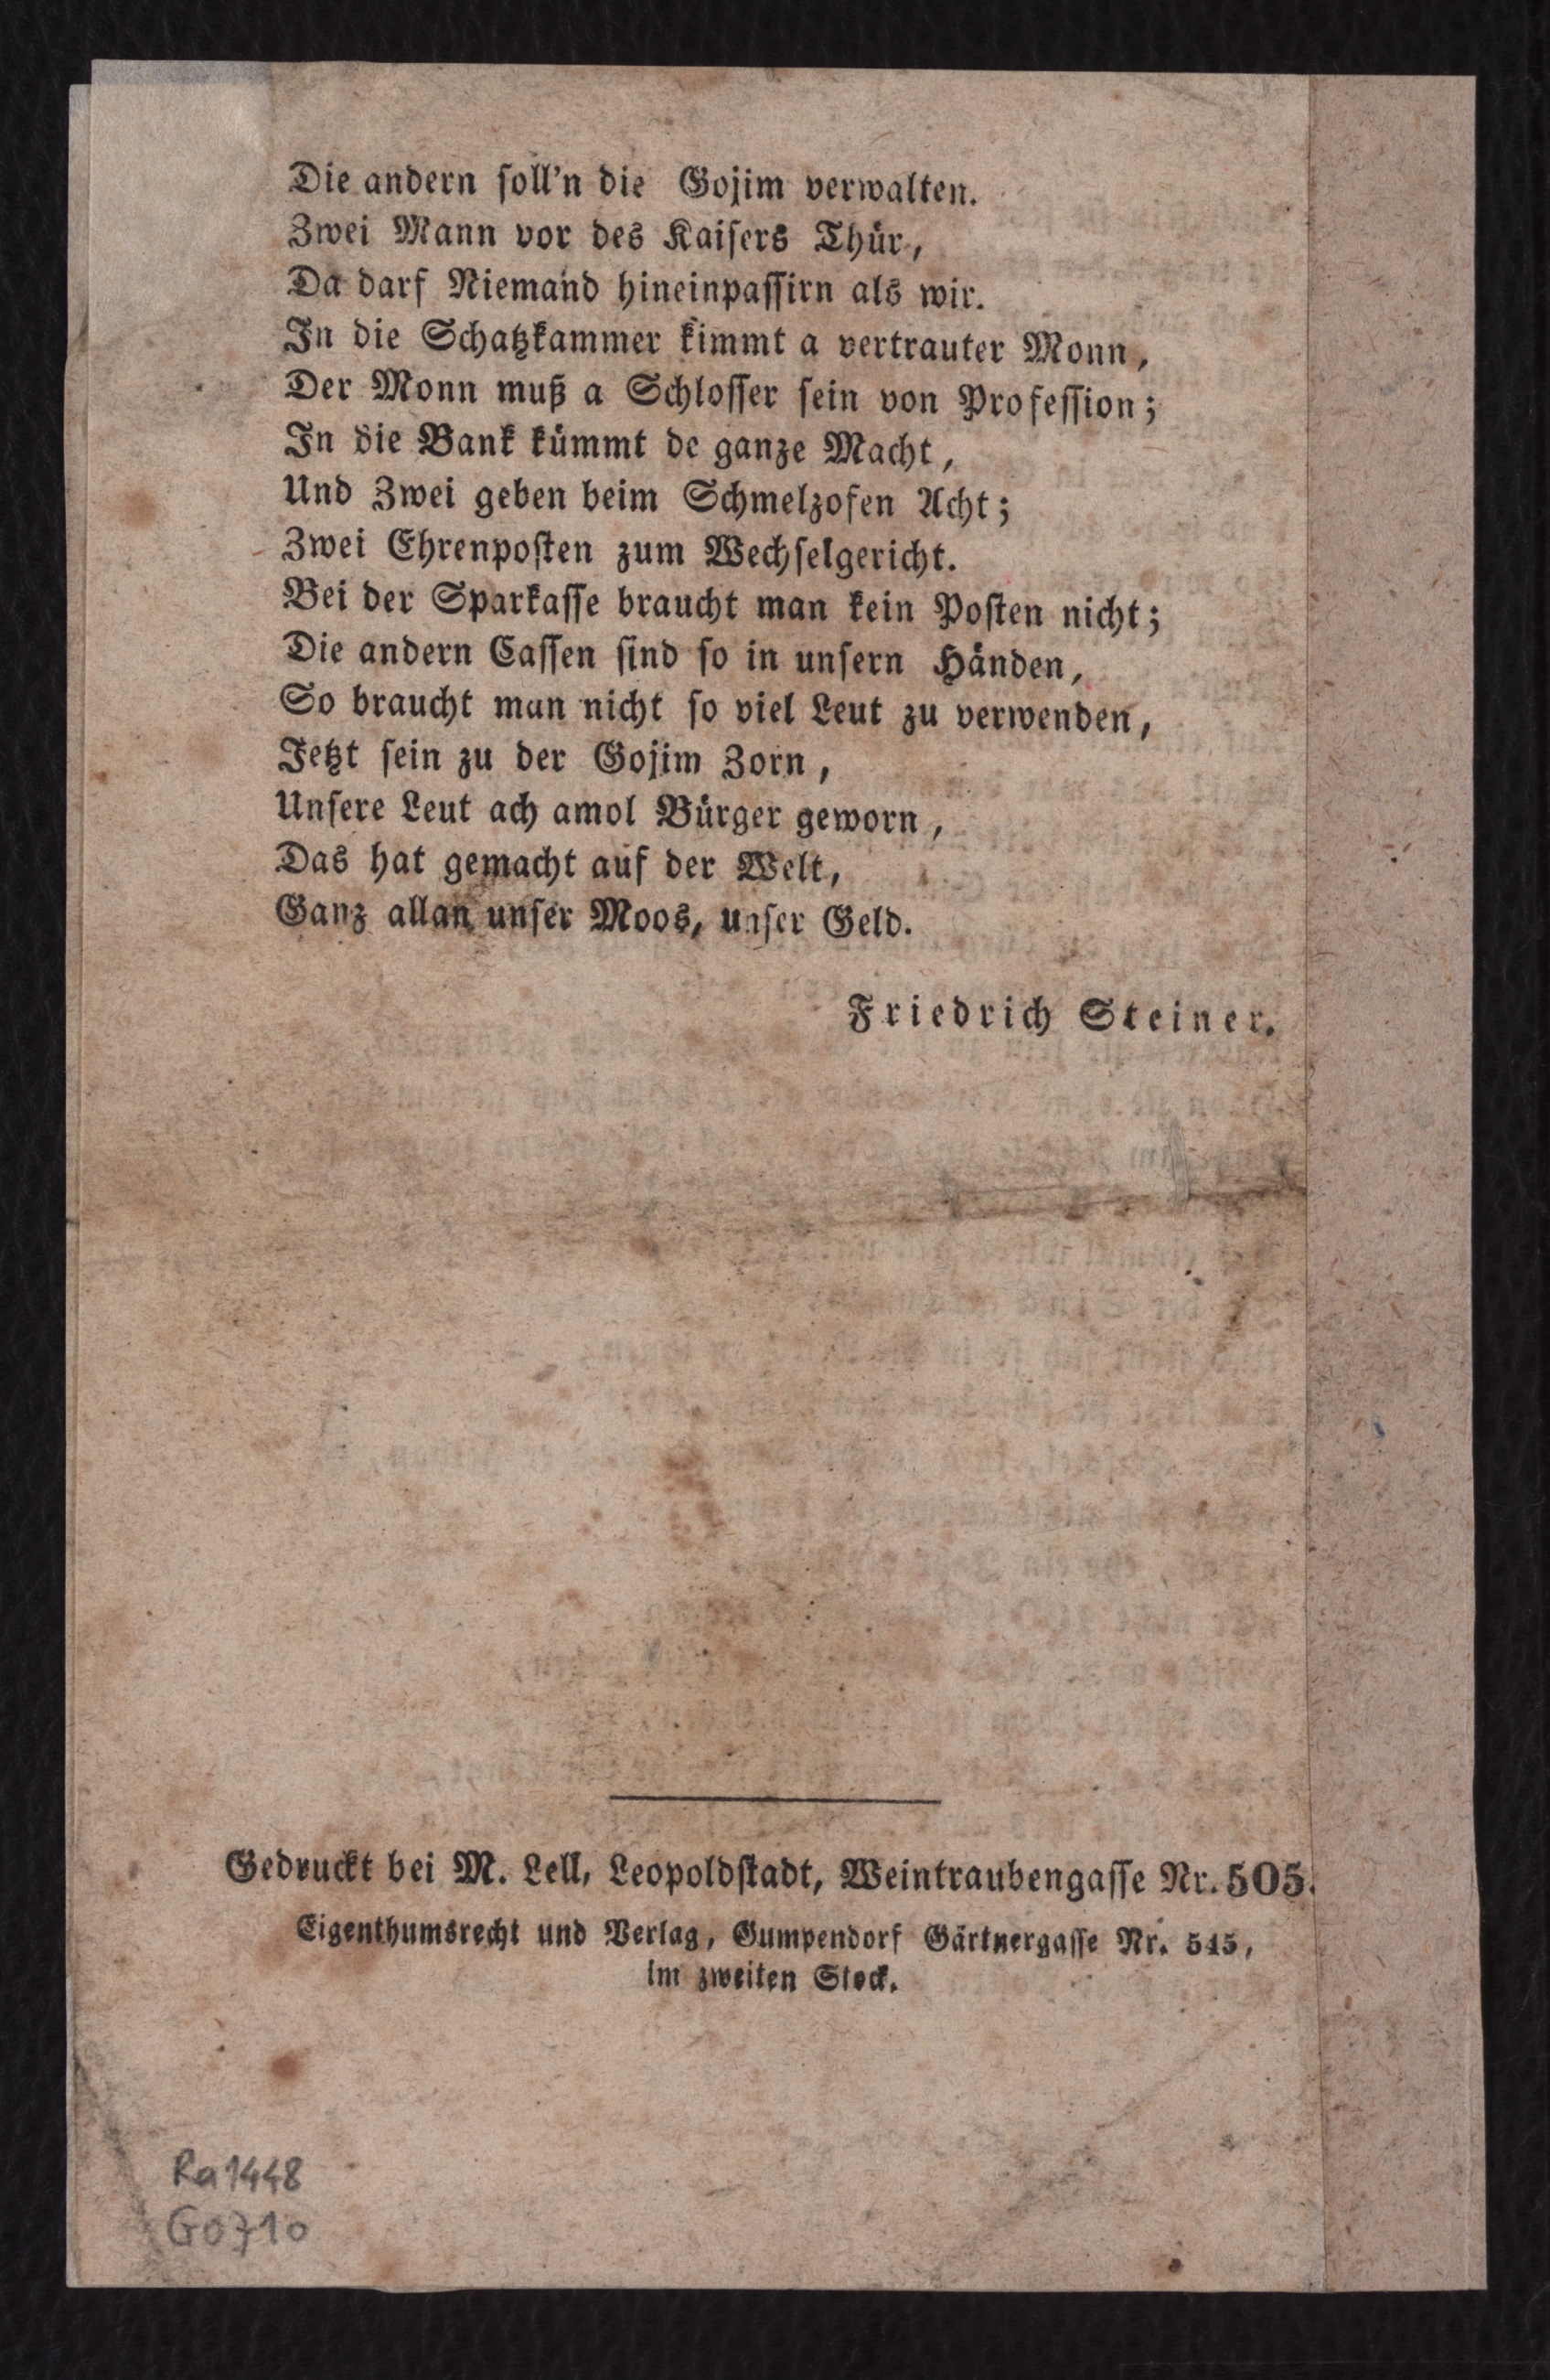 Die andern soll'n die Gojim verwalten.
Zwei Mann vor des Kaisers Thür,
Da darf Niemand hineinpassirn als wir.
In die Schatzkammer kimmt a vertrauter Monn,
Der Monn muß a Schlosser sein von Profession;
In die Bank kümmt de ganze Macht,
Und Zwei geben beim Schmelzofen Acht;
Zwei Ehrenposten zum Wechselgericht.
Bei der Sparkasse braucht man kein Posten nicht;
Die andern Cassen sind so in unsern Händen,
So braucht man nicht so viel Leut zu verwenden,
Jetzt sein zu der Gojim Zorn,
Unsere Leut ach amol Bürger geworn,
Das hat gemacht auf der Welt,
Ganz allan unser Moos, unser Geld.
Friedrich Steiner.
Gedruckt bei M. Lell, Leopoldstadt, Weintraubengasse Nr. 505.
Eigenthumsrecht und Verlag, Gumpendorf Gärtnergasse Nr. 545,
im zweiten Stock.
Ra1448
G0710